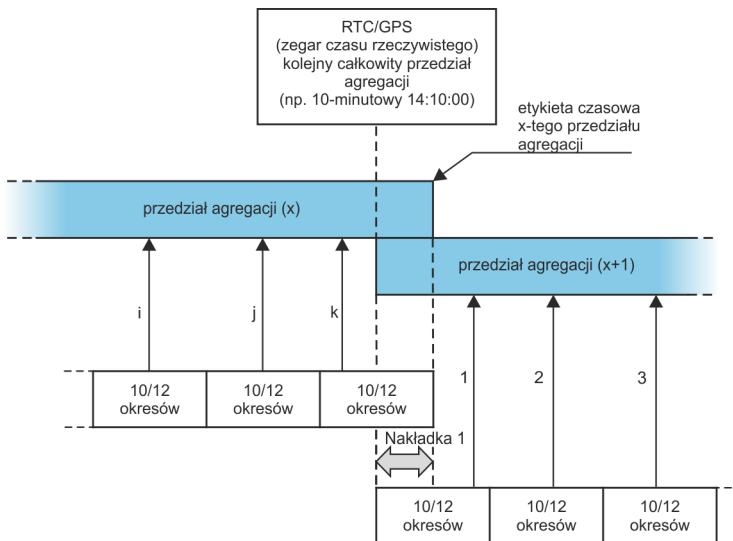 RTC/GPS
(zegar czasu rzeczywistego)
kolejny całkowity przedział
agregacji
(np. 10-minutowy 14:10:00)
etykieta czasowa
x-tego przedziału
agregacji
przedział agregacji (x)
przedział agregacji (x+1)
i
j
k
1
2
3
10/12
okresów
10/12
okresów
10/12
okresów
Nakładka 1
10/12
okresów
10/12
okresów
10/12
okresów